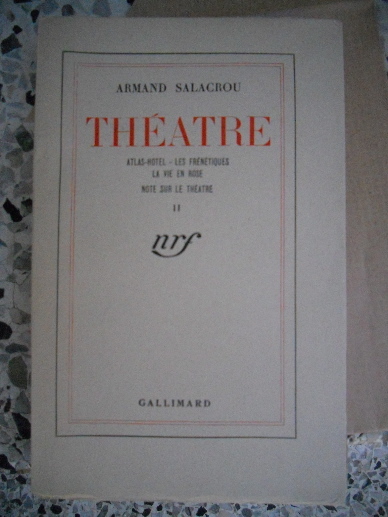 ARMAND SALACROU
THÉATRE
ATLAS-HOTEL - LES FRÉNÉTIQUES
LA VIE EN ROSE
NOTE SUR LE THÉATRE
II
nrf
GALLIMARD